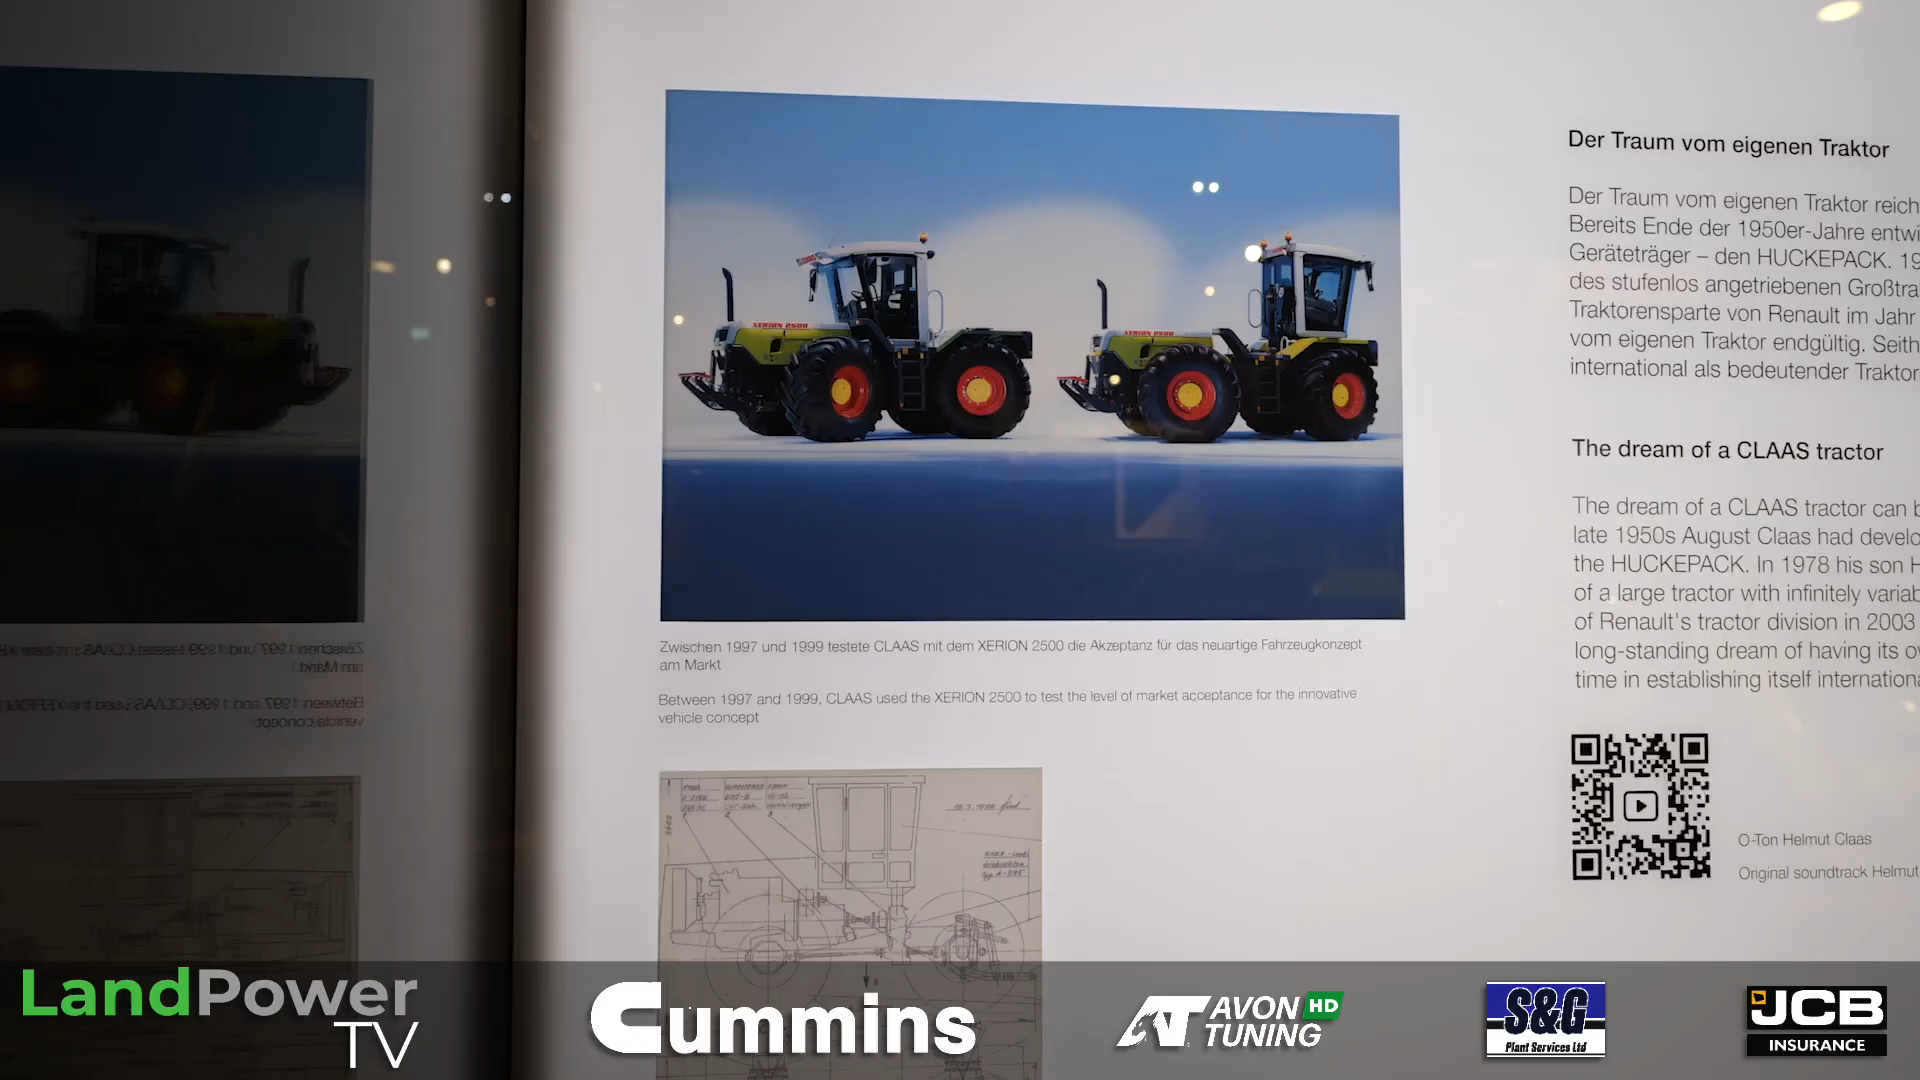 XERION 2500
XERION 2500
Zwischen 1997 und 1999 testete CLAAS mit dem XERION 2500 die Akzeptanz für das neuartige Fahrzeugkonzept
am Markt
Between 1997 and 1999, CLAAS used the XERION 2500 to test the level of market acceptance for the innovative
vehicle concept
Der Traum vom eigenen Traktor
Der Traum vom eigenen Traktor reich
Bereits Ende der 1950er-Jahre entwi
Geräteträger – den HUCKEPACK. 19
des stufenlos angetriebenen Großtra
Traktorensparte von Renault im Jahr
vom eigenen Traktor endgültig. Seith
international als bedeutender Traktor
The dream of a CLAAS tractor
The dream of a CLAAS tractor can b
late 1950s August Claas had develo
the HUCKEPACK. In 1978 his son H
of a large tractor with infinitely variab
of Renault's tractor division in 2003
long-standing dream of having its ow
time in establishing itself internationa
O-Ton Helmut Claas
Original soundtrack Helmut
LandPower
TV
Cummins
AT AVON HD
TUNING
S&G
Plant Services Ltd
JCB
INSURANCE